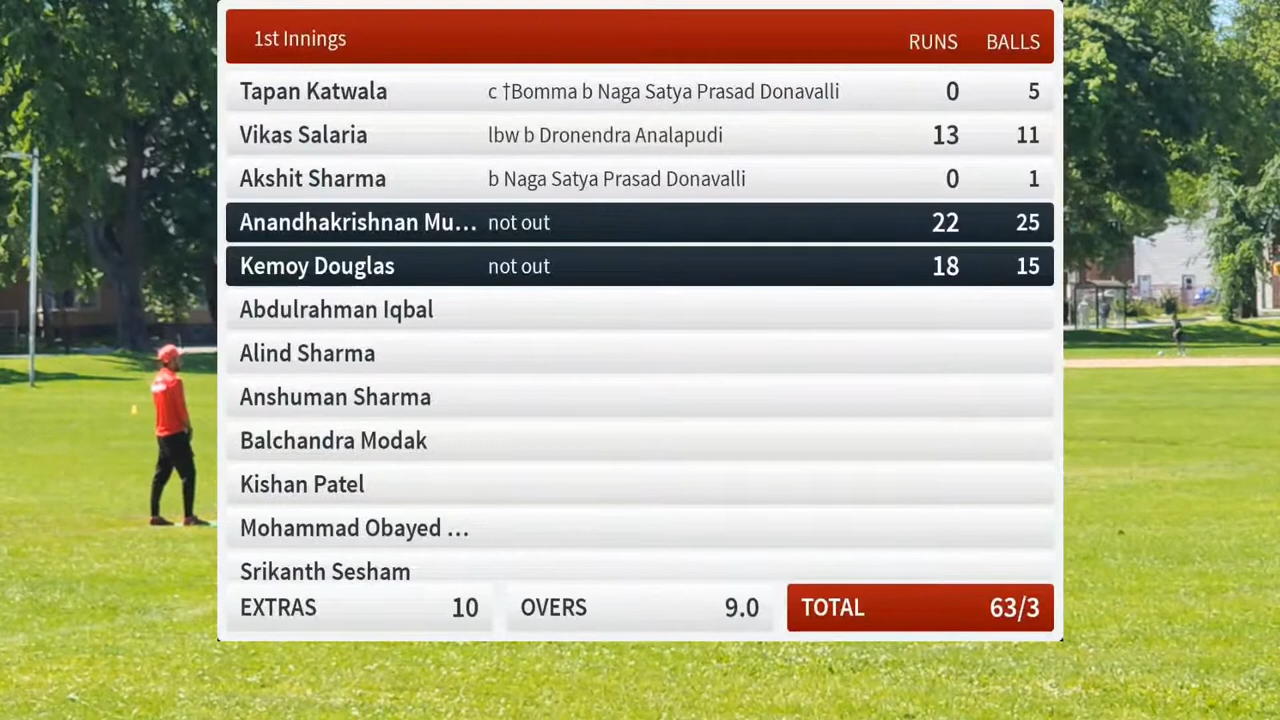 1st Innings RUNS BALLS
Tapan Katwala c †Bomma b Naga Satya Prasad Donavalli 0 5
Vikas Salaria lbw b Dronendra Analapudi 13 11
Akshit Sharma b Naga Satya Prasad Donavalli 0 1
Anandhakrishnan Mu... not out 22 25
Kemoy Douglas not out 18 15
Abdulrahman Iqbal
Alind Sharma
Anshuman Sharma
Balchandra Modak
Kishan Patel
Mohammad Obayed ...
Srikanth Sesham
EXTRAS 10 OVERS 9.0 TOTAL 63/3